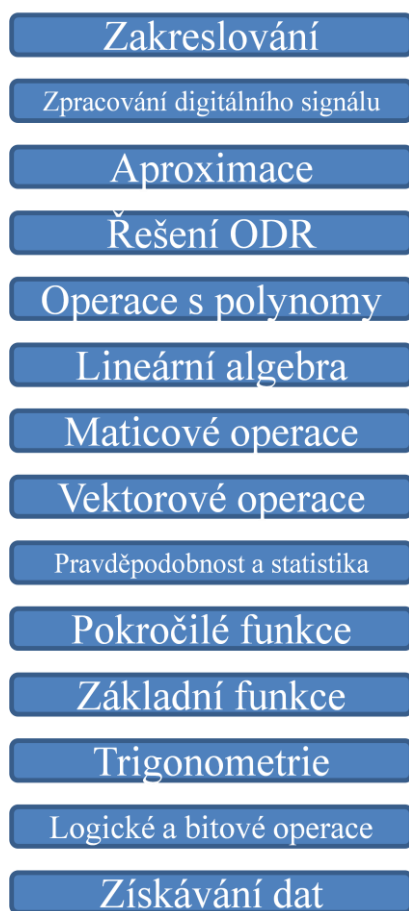 Zakreslování
Zpracování digitálního signálu
Aproximace
Řešení ODR
Operace s polynomy
Lineární algebra
Maticové operace
Vektorové operace
Pravděpodobnost a statistika
Pokročilé funkce
Základní funkce
Trigonometrie
Logické a bitové operace
Získávání dat